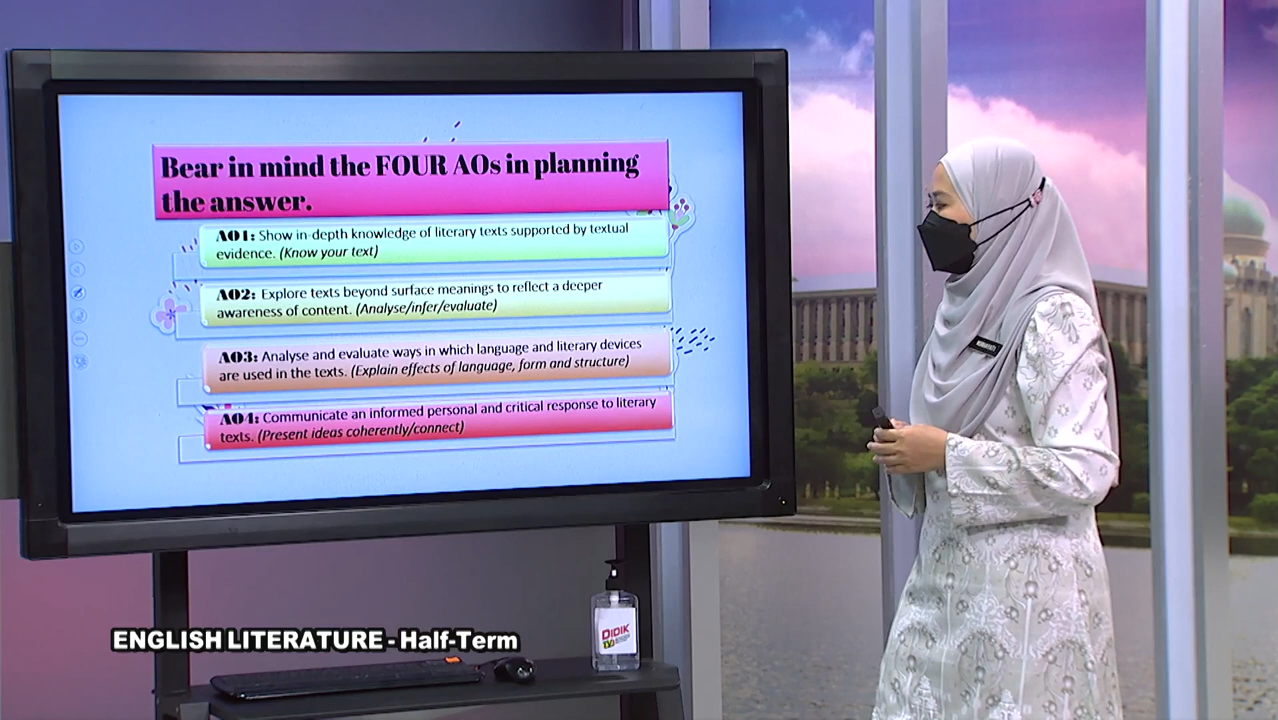 Bear in mind the FOUR AOs in planning
the answer.
AO1: Show in-depth knowledge of literary texts supported by textual
evidence. (Know your text)
AO2: Explore texts beyond surface meanings to reflect a deeper
awareness of content. (Analyse/infer/evaluate)
AO3: Analyse and evaluate ways in which language and literary devices
are used in the texts. (Explain effects of language, form and structure)
AO4: Communicate an informed personal and critical response to literary
texts. (Present ideas coherently/connect)
DIDIK
TV
ENGLISH LITERATURE - Half-Term